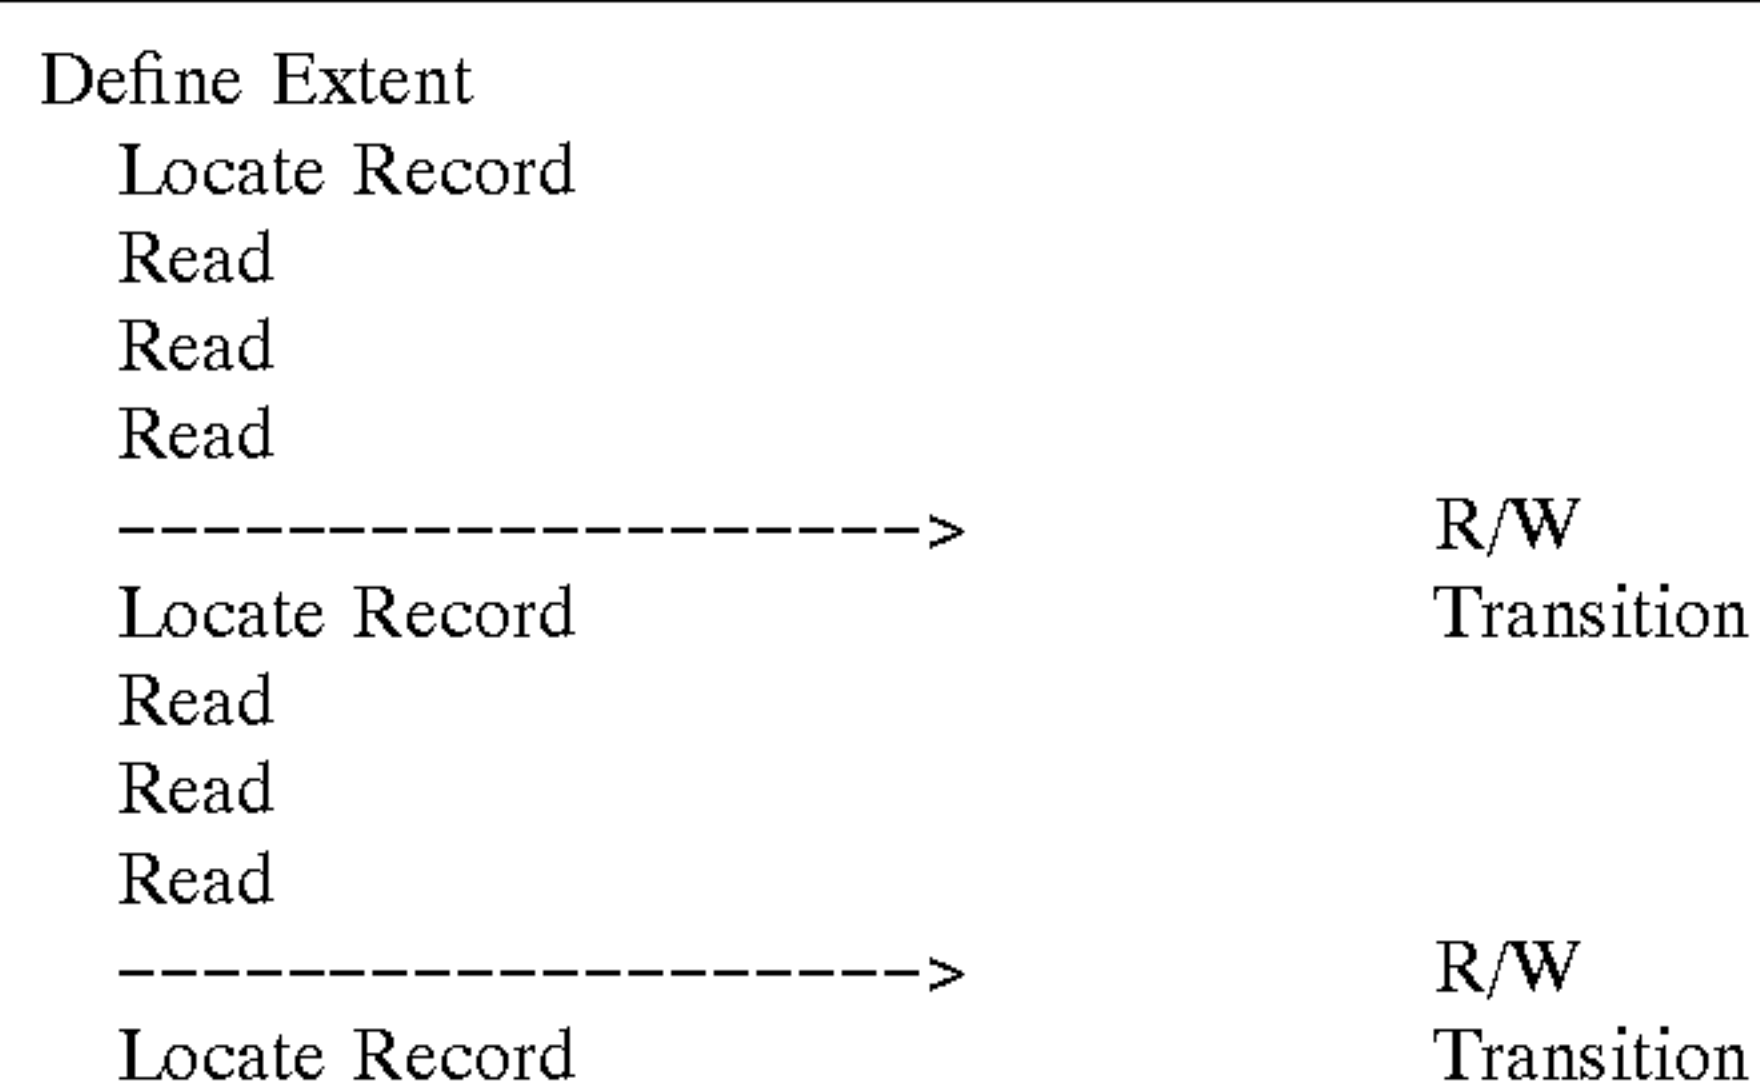 Define Extent
Locate Record
Read
Read
Read
-------------------> R/W
Locate Record Transition
Read
Read
Read
-------------------> R/W
Locate Record Transition